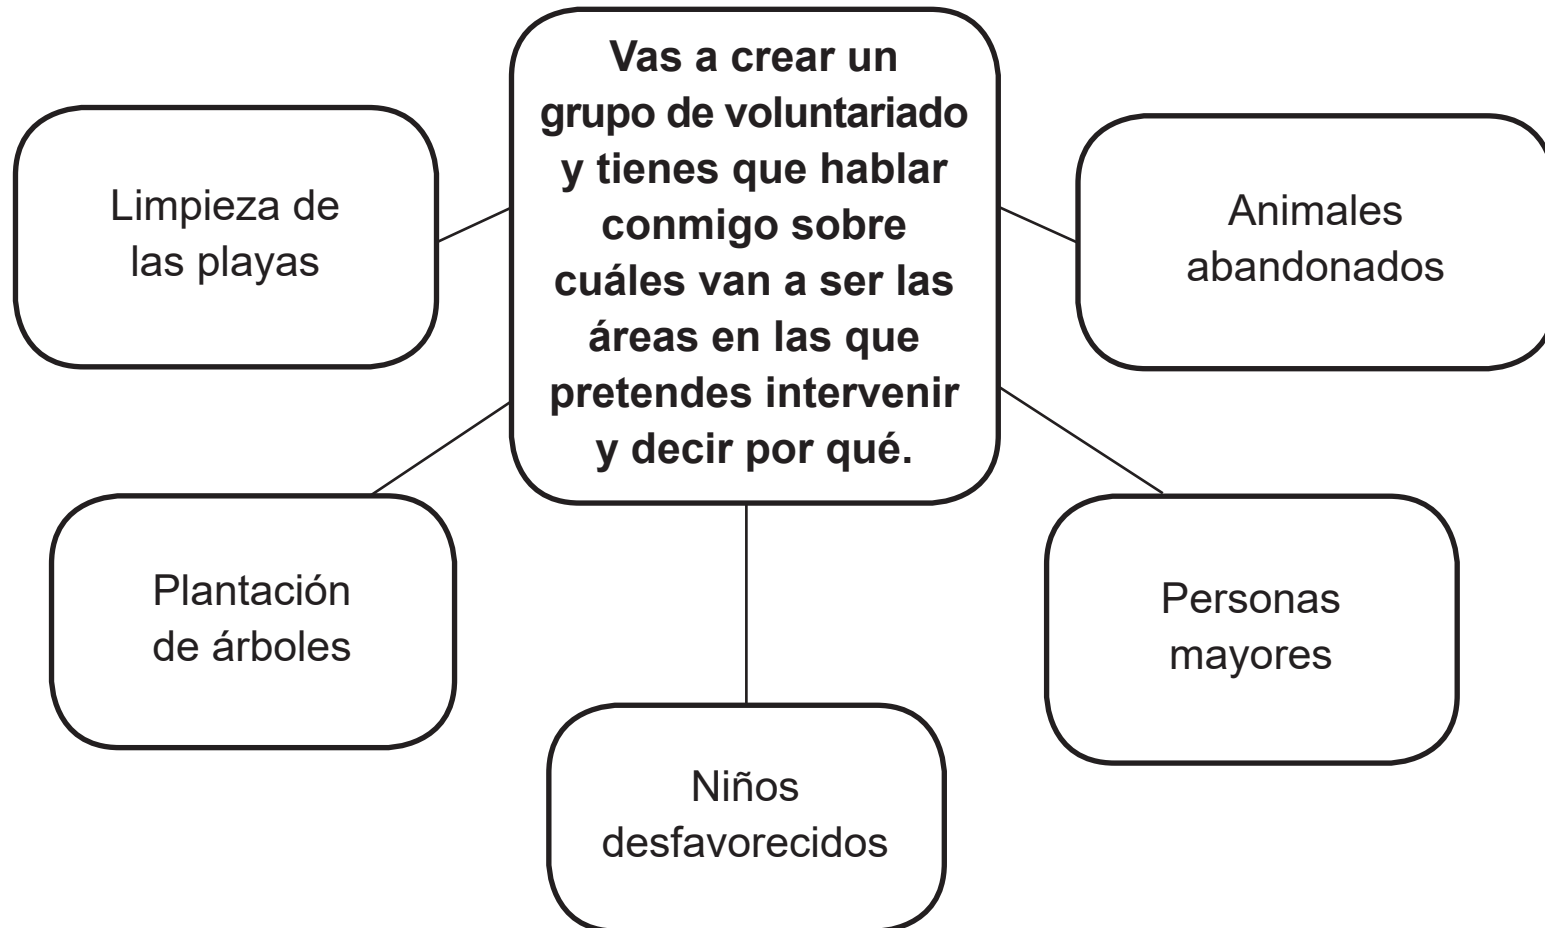 Vas a crear un
grupo de voluntariado
y tienes que hablar
conmigo sobre
cuáles van a ser las
áreas en las que
pretendes intervenir
y decir por qué.
Limpieza de
las playas
Animales
abandonados
Plantación
de árboles
Personas
mayores
Niños
desfavorecidos